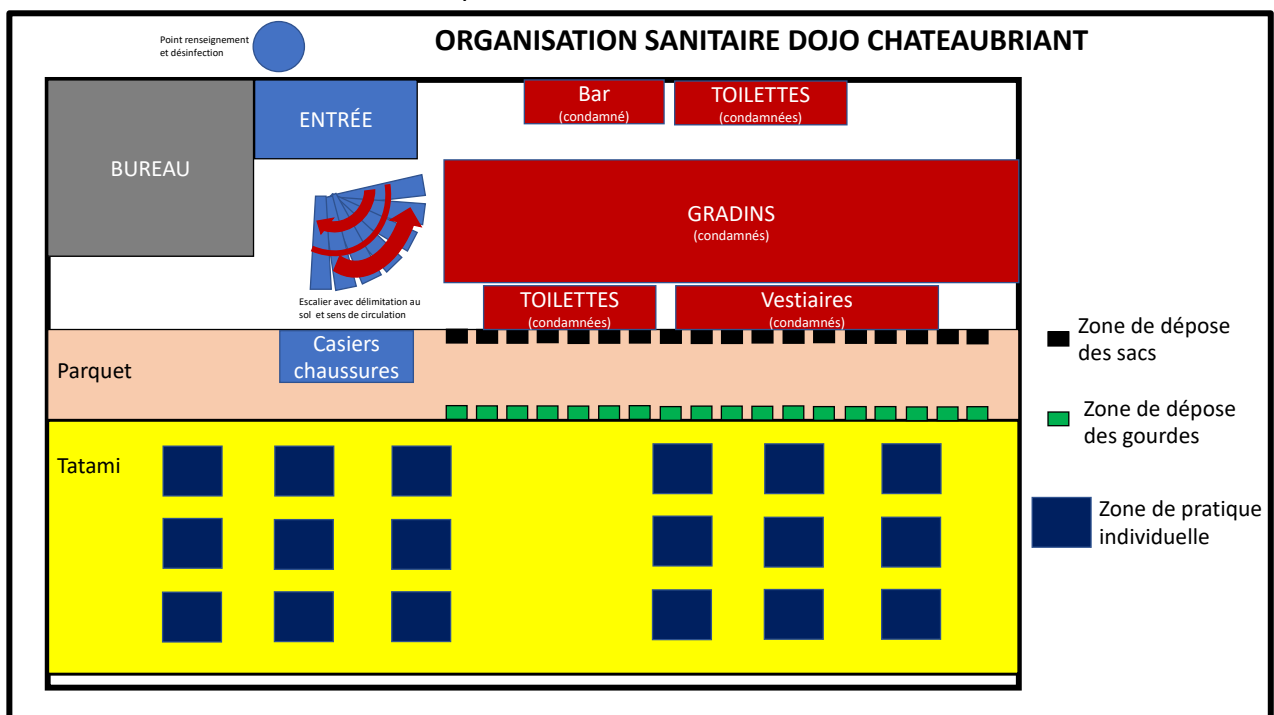 Point renseignement
et désinfection
ORGANISATION SANITAIRE DOJO CHATEAUBRIANT
BUREAU
ENTRÉE
Bar
(condamné)
TOILETTES
(condamnées)
GRADINS
(condamnés)
Escalier avec délimitation au
sol et sens de circulation
TOILETTES
(condamnées)
Vestiaires
(condamnés)
Casiers
chaussures
Parquet
Tatami
Zone de dépose
des sacs
Zone de dépose
des gourdes
Zone de pratique
individuelle